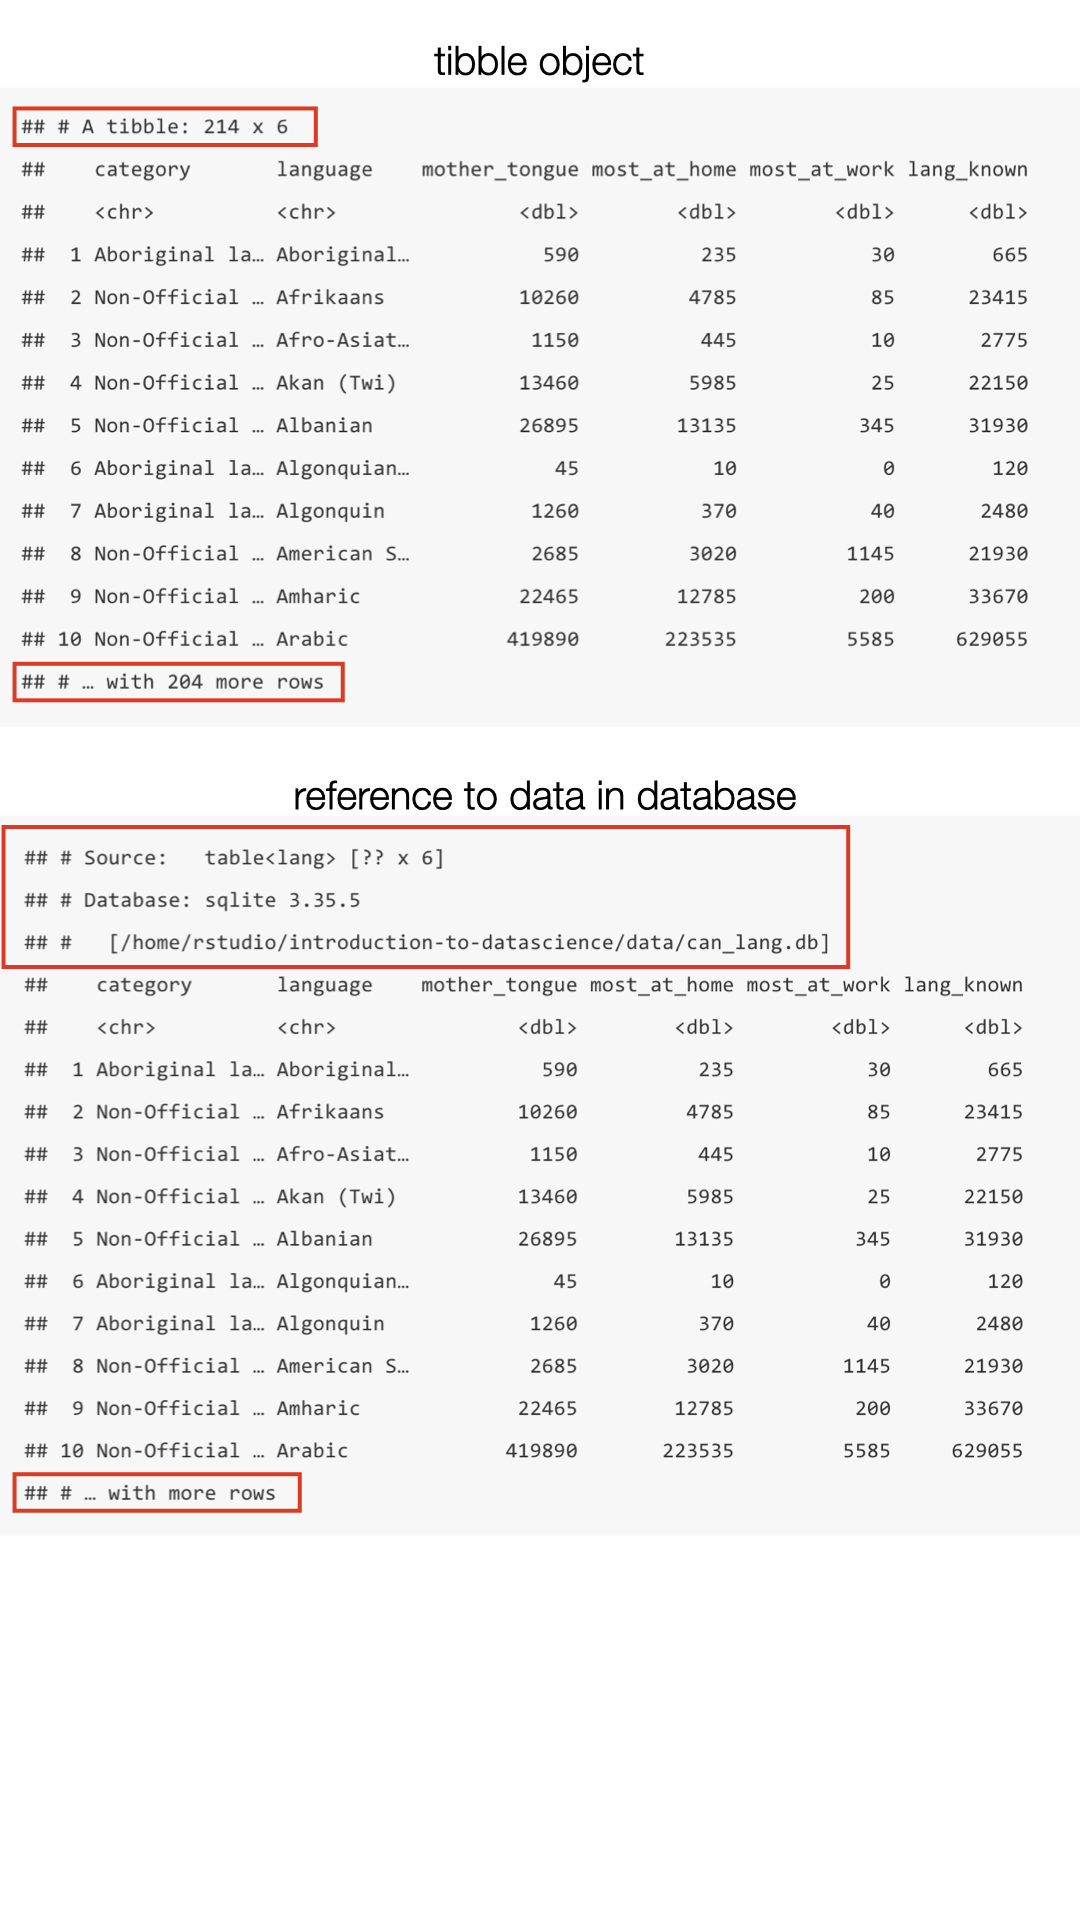 tibble object
## # A tibble: 214 x 6
##    category         language     mother_tongue most_at_home most_at_work lang_known
##    <chr>            <chr>                <dbl>        <dbl>        <dbl>      <dbl>
##  1 Aboriginal la… Aboriginal…           590          235           30        665
##  2 Non-Official … Afrikaans           10260         4785           85      23415
##  3 Non-Official … Afro-Asiat…          1150          445           10       2775
##  4 Non-Official … Akan (Twi)          13460         5985           25      22150
##  5 Non-Official … Albanian            26895        13135          345      31930
##  6 Aboriginal la… Algonquian…            45           10            0        120
##  7 Aboriginal la… Algonquin            1260          370           40       2480
##  8 Non-Official … American S…          2685         3020         1145      21930
##  9 Non-Official … Amharic             22465        12785          200      33670
## 10 Non-Official … Arabic             419890       223535         5585     629055
## # … with 204 more rows
reference to data in database
## # Source:   table<lang> [?? x 6]
## # Database: sqlite 3.35.5
## #   [/home/rstudio/introduction-to-datascience/data/can_lang.db]
##    category         language     mother_tongue most_at_home most_at_work lang_known
##    <chr>            <chr>                <dbl>        <dbl>        <dbl>      <dbl>
##  1 Aboriginal la… Aboriginal…           590          235           30        665
##  2 Non-Official … Afrikaans           10260         4785           85      23415
##  3 Non-Official … Afro-Asiat…          1150          445           10       2775
##  4 Non-Official … Akan (Twi)          13460         5985           25      22150
##  5 Non-Official … Albanian            26895        13135          345      31930
##  6 Aboriginal la… Algonquian…            45           10            0        120
##  7 Aboriginal la… Algonquin            1260          370           40       2480
##  8 Non-Official … American S…          2685         3020         1145      21930
##  9 Non-Official … Amharic             22465        12785          200      33670
## 10 Non-Official … Arabic             419890       223535         5585     629055
## # … with more rows